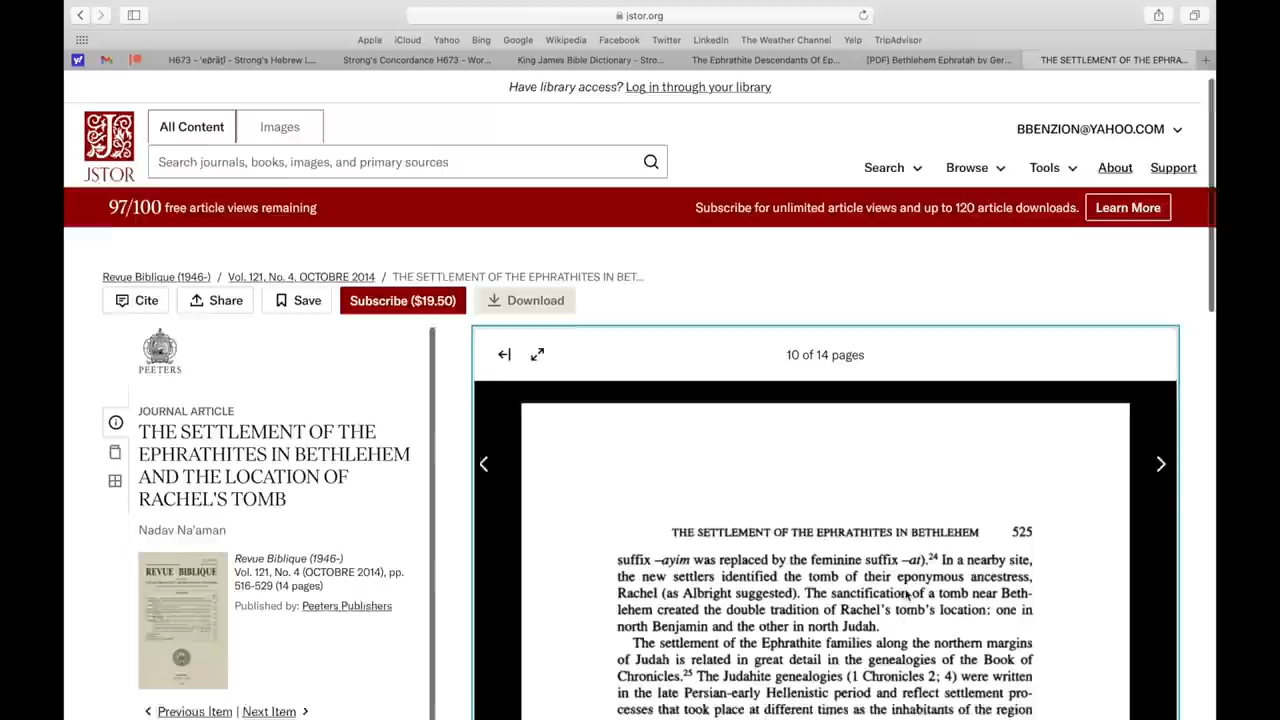 jstor.org
Apple iCloud Yahoo Bing Google Wikipedia Facebook Twitter LinkedIn The Weather Channel Yelp TripAdvisor
H673 - 'ep̄rāṯî - Strong's Hebrew L... Strong's Concordance H673 - Wor... King James Bible Dictionary - Stro... The Ephrathite Descendants Of Ep... [PDF] Bethlehem Ephratah by Ger... THE SETTLEMENT OF THE EPHRA...
Have library access? Log in through your library
All Content Images
BBENZION@YAHOO.COM
Search journals, books, images, and primary sources
JSTOR
Search Browse Tools About Support
97/100 free article views remaining
Subscribe for unlimited article views and up to 120 article downloads. Learn More
Revue Biblique (1946-) / Vol. 121, No. 4, OCTOBRE 2014 / THE SETTLEMENT OF THE EPHRATHITES IN BET...
Cite Share Save Subscribe ($19.50) Download
PEETERS
10 of 14 pages
JOURNAL ARTICLE
THE SETTLEMENT OF THE
EPHRATHITES IN BETHLEHEM
AND THE LOCATION OF
RACHEL'S TOMB
Nadav Na'aman
REVUE BIBLIQUE
Revue Biblique (1946-)
Vol. 121, No. 4 (OCTOBRE 2014), pp.
516-529 (14 pages)
Published by: Peeters Publishers
Previous Item | Next Item
THE SETTLEMENT OF THE EPHRATHITES IN BETHLEHEM 525
suffix –ayim was replaced by the feminine suffix –at).24 In a nearby site,
the new settlers identified the tomb of their eponymous ancestress,
Rachel (as Albright suggested). The sanctification of a tomb near Beth-
lehem created the double tradition of Rachel's tomb's location: one in
north Benjamin and the other in north Judah.
The settlement of the Ephrathite families along the northern margins
of Judah is related in great detail in the genealogies of the Book of
Chronicles.25 The Judahite genealogies (1 Chronicles 2; 4) were written
in the late Persian-early Hellenistic period and reflect settlement pro-
cesses that took place at different times as the inhabitants of the region